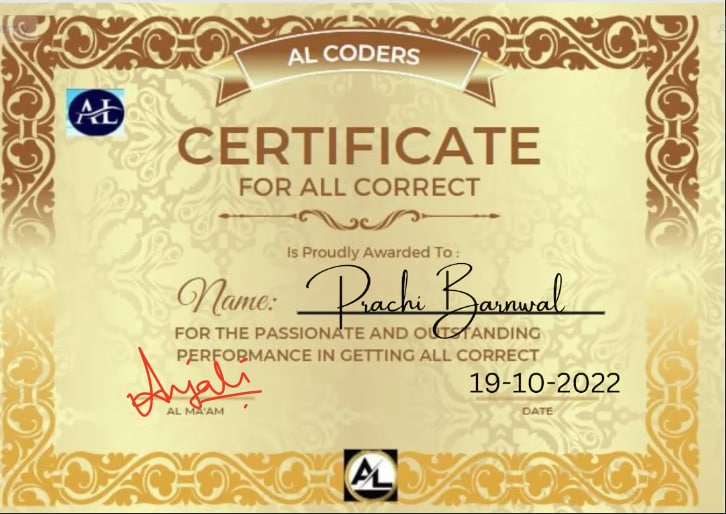 AL CODERS
AL
CERTIFICATE
FOR ALL CORRECT
Is Proudly Awarded To :
Name: Prachi Barnwal
FOR THE PASSIONATE AND OUTSTANDING
PERFORMANCE IN GETTING ALL CORRECT
Anjali
19-10-2022
AL MA'AM
DATE
AL